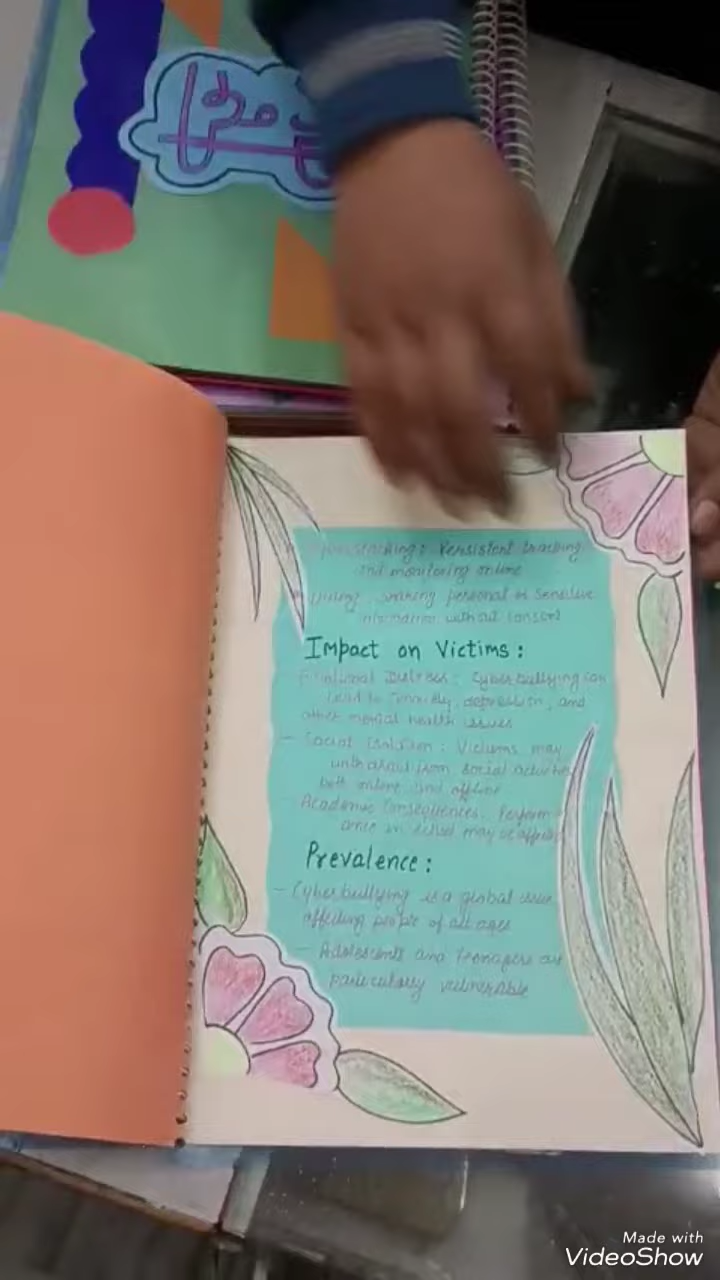 Cyberstalking: Persistent tracking
and monitoring online
Doxing: sharing personal or sensitive
information without consent
Impact on Victims:
- Emotional Distress: Cyberbullying can
lead to anxiety, depression, and
other mental health issues
- Social Isolation: Victims may
withdraw from social activities
both online and offline
- Academic Consequences: Perform
ance in school may be affected
Prevalence:
- Cyberbullying is a global issue
affecting people of all ages
- Adolescents and teenagers are
particularly vulnerable
Made with
VideoShow